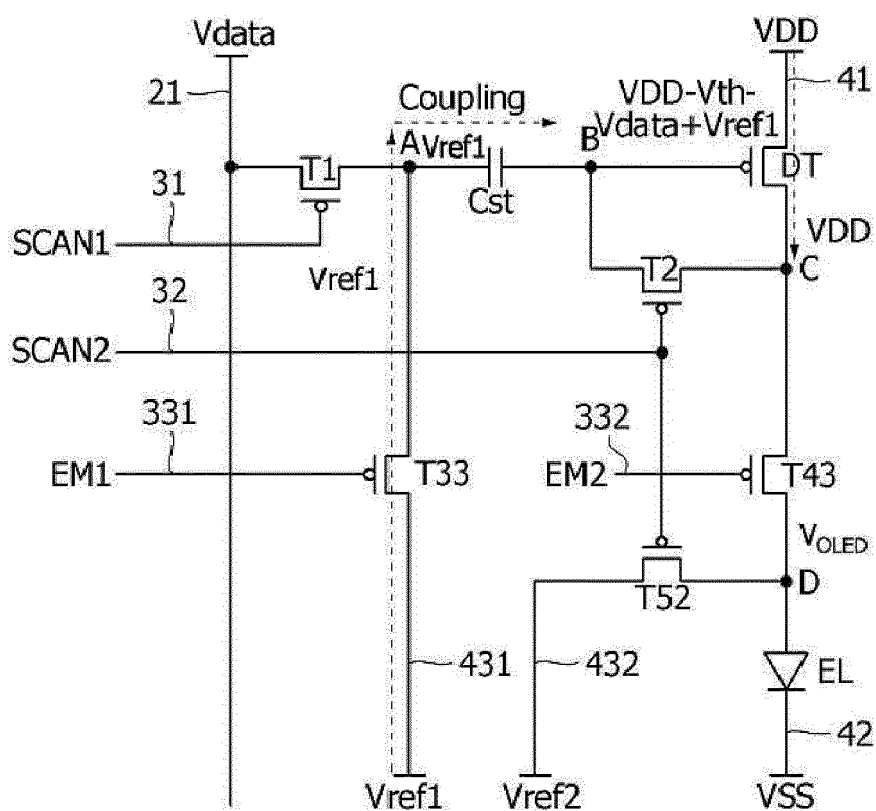 Vdata
VDD
21
41
Coupling
VDD-Vth-
Vdata+Vref1
A
Vref1
B
T1
DT
31
Cst
SCAN1
VDD
T2
C
Vref1
32
SCAN2
331
332
EM1
T33
EM2
T43
VOLED
D
T52
431
432
EL
42
Vref1
Vref2
VSS